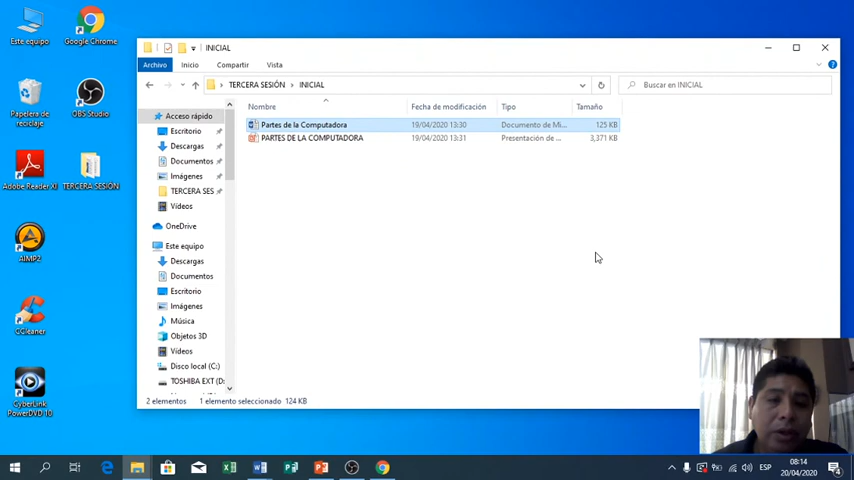 Este equipo
Google Chrome
Papelera de
reciclaje
OBS Studio
Adobe Reader XI
TERCERA SESIÓN
AIMP2
CCleaner
CyberLink
PowerDVD 10
INICIAL
Archivo
Inicio
Compartir
Vista
TERCERA SESIÓN
INICIAL
Buscar en INICIAL
Nombre
Fecha de modificación
Tipo
Tamaño
Partes de la Computadora
19/04/2020 13:30
Documento de Mi...
125 KB
PARTES DE LA COMPUTADORA
19/04/2020 13:31
Presentación de ...
3,371 KB
Acceso rápido
Escritorio
Descargas
Documentos
Imágenes
TERCERA SES
Vídeos
OneDrive
Este equipo
Descargas
Documentos
Escritorio
Imágenes
Música
Objetos 3D
Vídeos
Disco local (C:)
TOSHIBA EXT (D:
2 elementos
1 elemento seleccionado 124 KB
ESP
08:14
20/04/2020
4